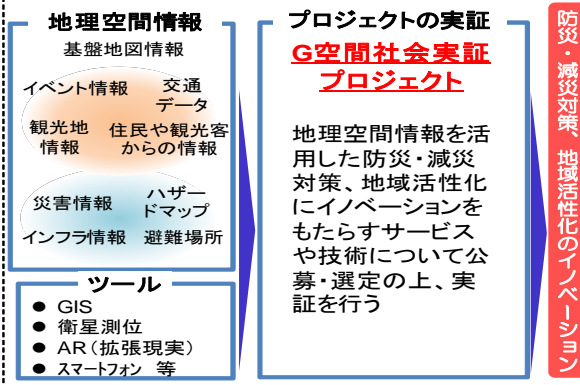 地理空間情報
基盤地図情報
イベント情報
交通
データ
観光地
情報
住民や観光客
からの情報
災害情報
ハザー
ドマップ
インフラ情報
避難場所
ツール
● GIS
● 衛星測位
● AR(拡張現実)
● スマートフォン 等
プロジェクトの実証
G空間社会実証
プロジェクト
地理空間情報を活
用した防災・減災
対策、地域活性化
にイノベーションを
もたらすサービス
や技術について公
募・選定の上、実
証を行う
防災・減災対策、地域活性化のイノベーション